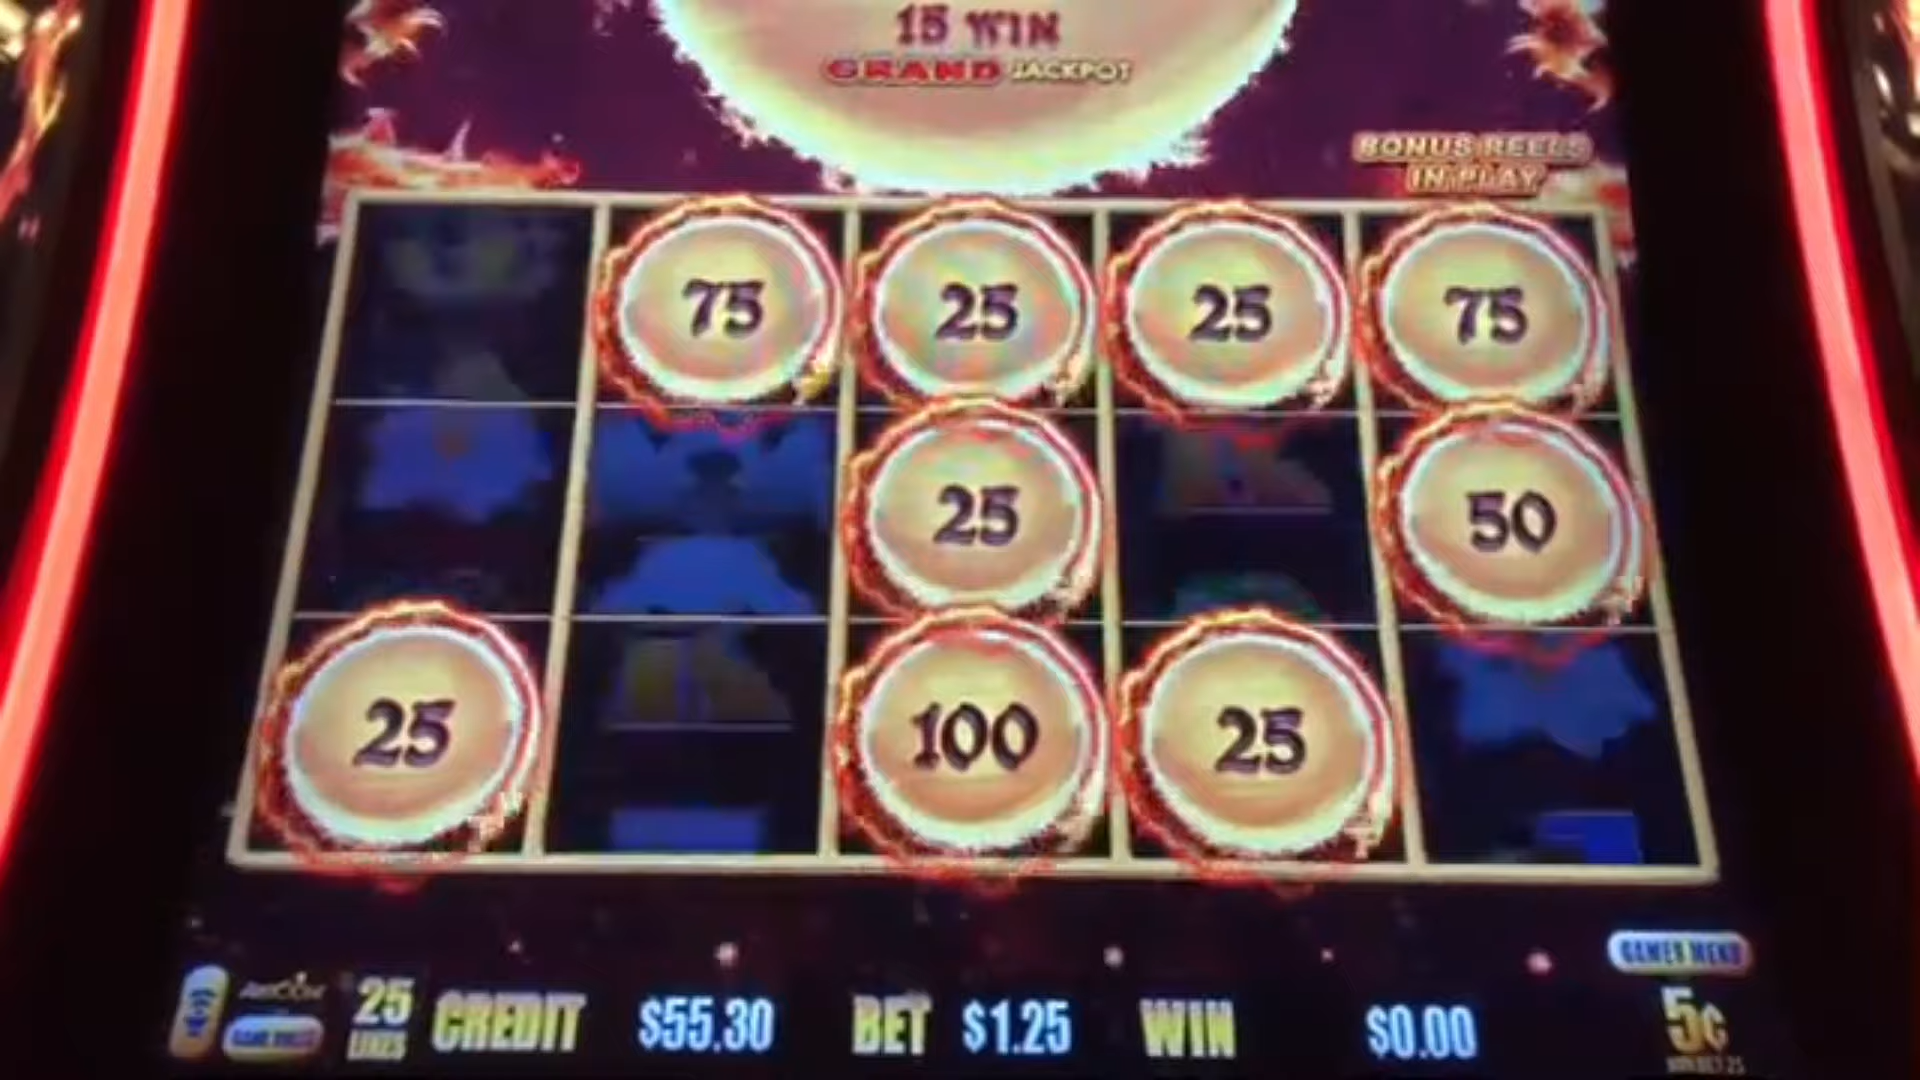 15 WIN
GRAND JACKPOT
BONUS REELS
IN PLAY
75 25 25 75
25 50
25 100 25
GAMES MENU
25
LINES
CREDIT $55.30 BET $1.25 WIN $0.00
5¢